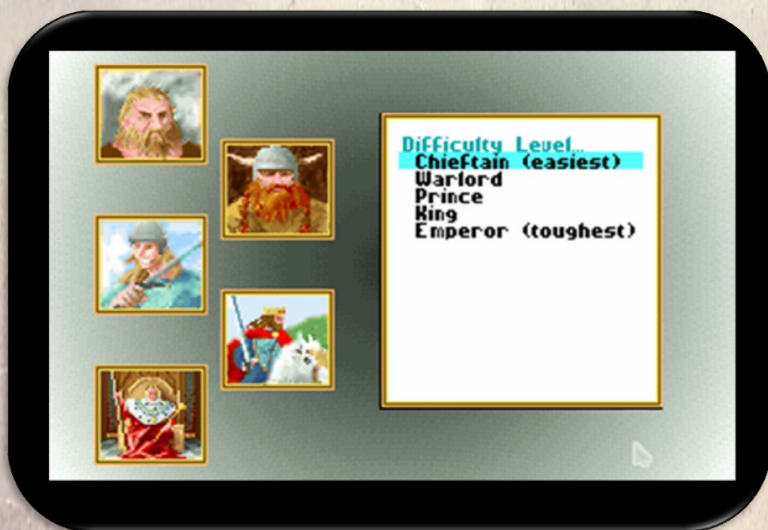 Difficulty Level...
Chieftain (easiest)
Warlord
Prince
King
Emperor (toughest)